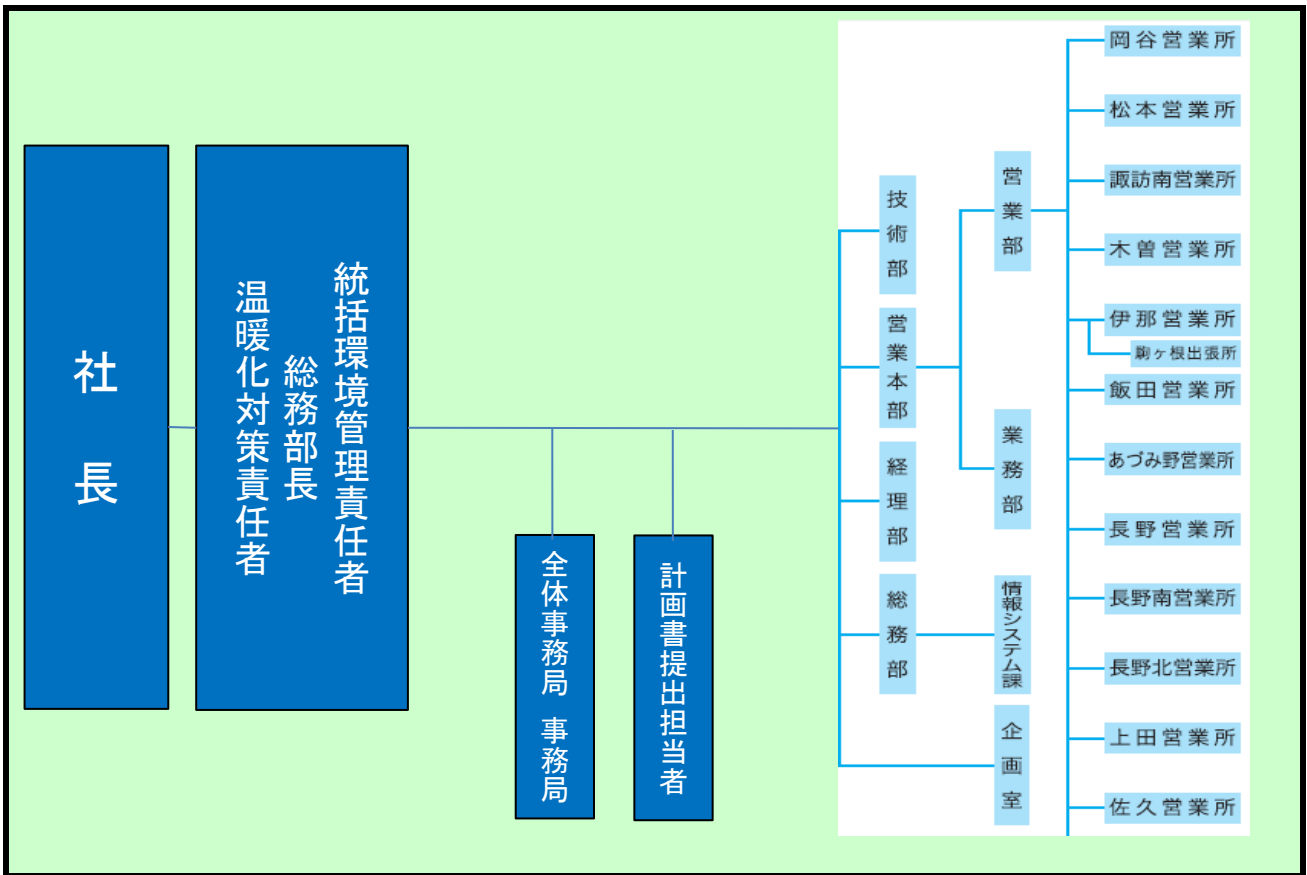 社長
統括環境管理責任者
総務部長
温暖化対策責任者
全体事務局 事務局
計画書提出担当者
技術部
営業本部
経理部
総務部
営業部
業務部
情報システム課
企画室
岡谷営業所
松本営業所
諏訪南営業所
木曽営業所
伊那営業所
駒ヶ根出張所
飯田営業所
あづみ野営業所
長野営業所
長野南営業所
長野北営業所
上田営業所
佐久営業所